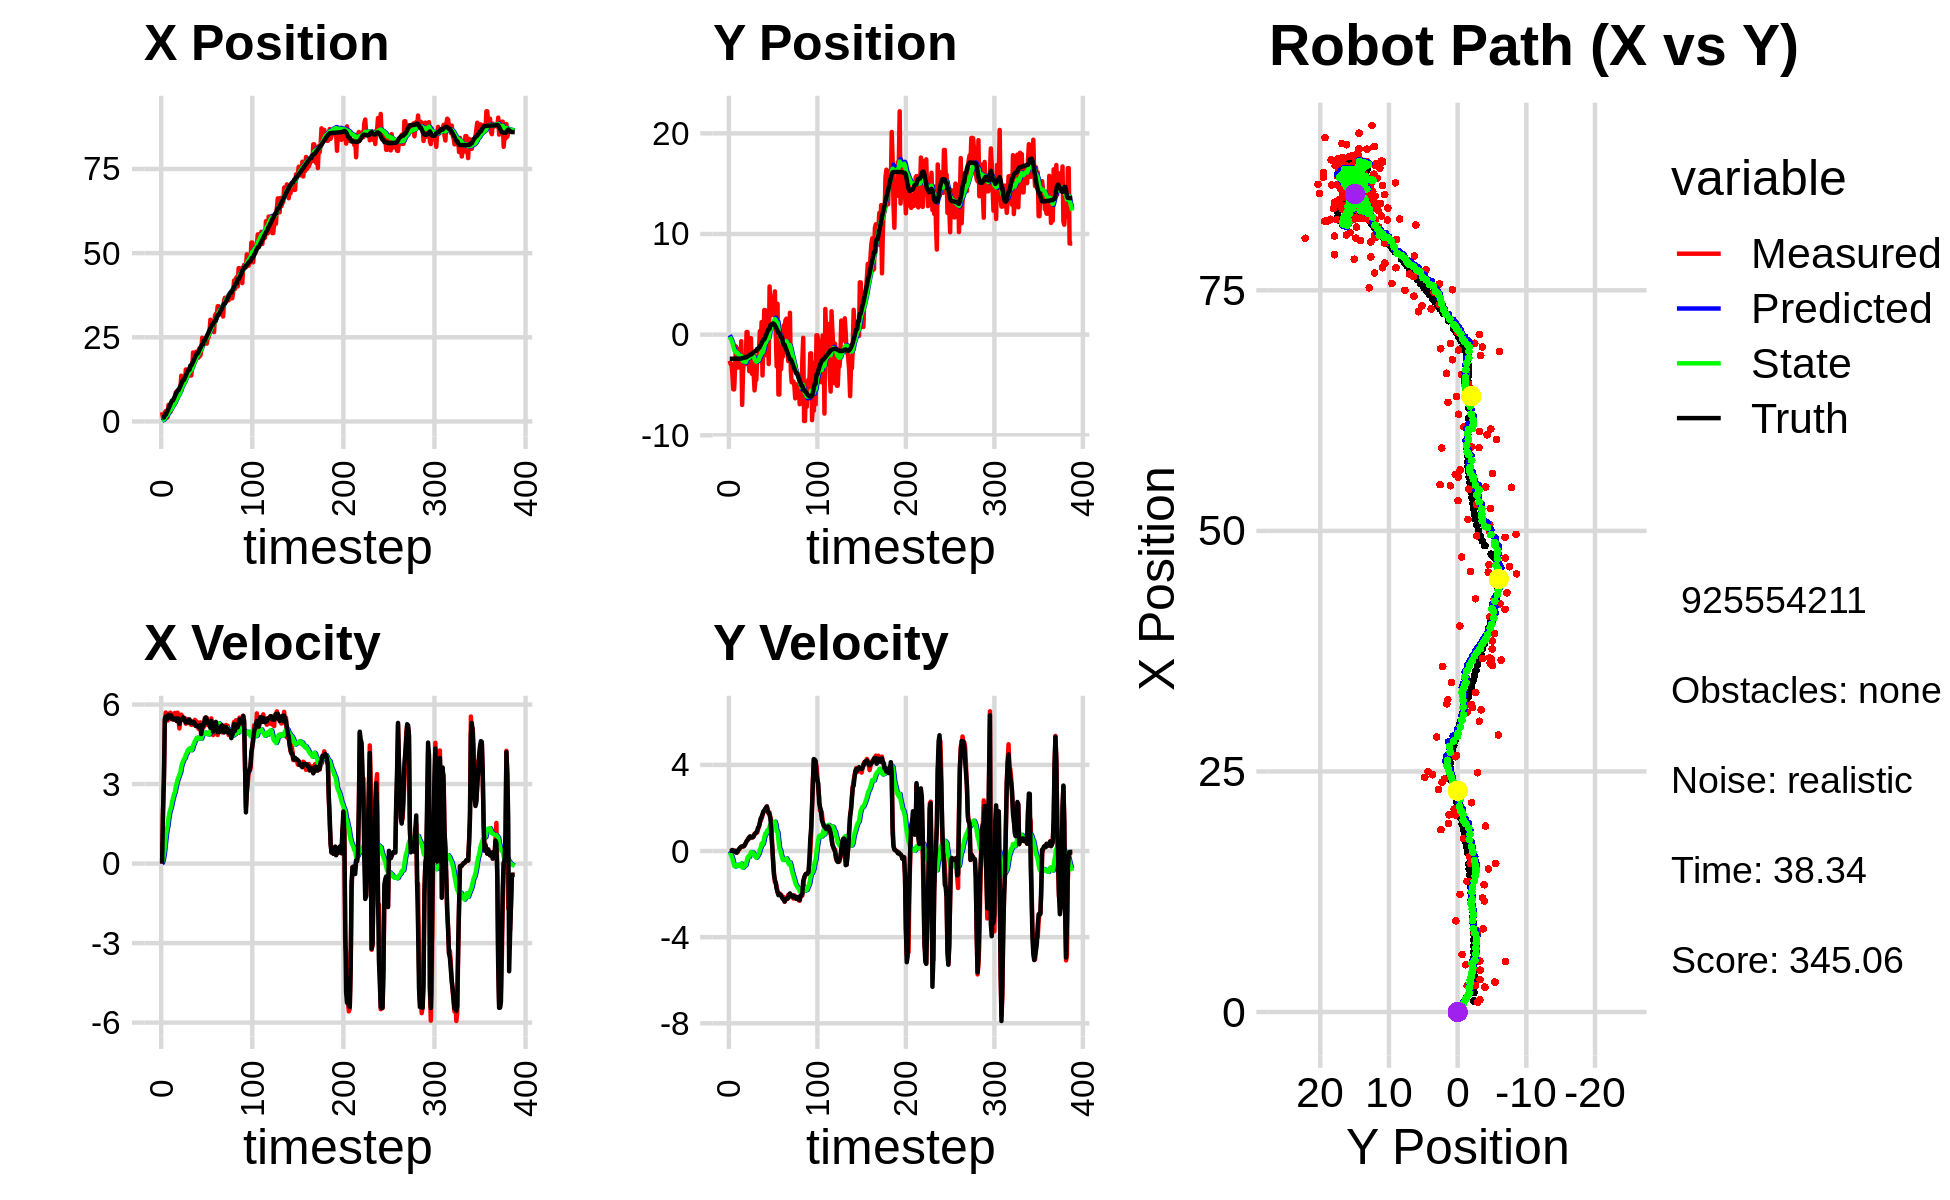 X Position
75
50
25
0
0
100
200
300
400
timestep
Y Position
20
10
0
-10
0
100
200
300
400
timestep
X Velocity
6
3
0
-3
-6
0
100
200
300
400
timestep
Y Velocity
4
0
-4
-8
0
100
200
300
400
timestep
Robot Path (X vs Y)
X Position
75
50
25
0
20 10 0 -10 -20
Y Position
variable
Measured
Predicted
State
Truth
925554211
Obstacles: none
Noise: realistic
Time: 38.34
Score: 345.06